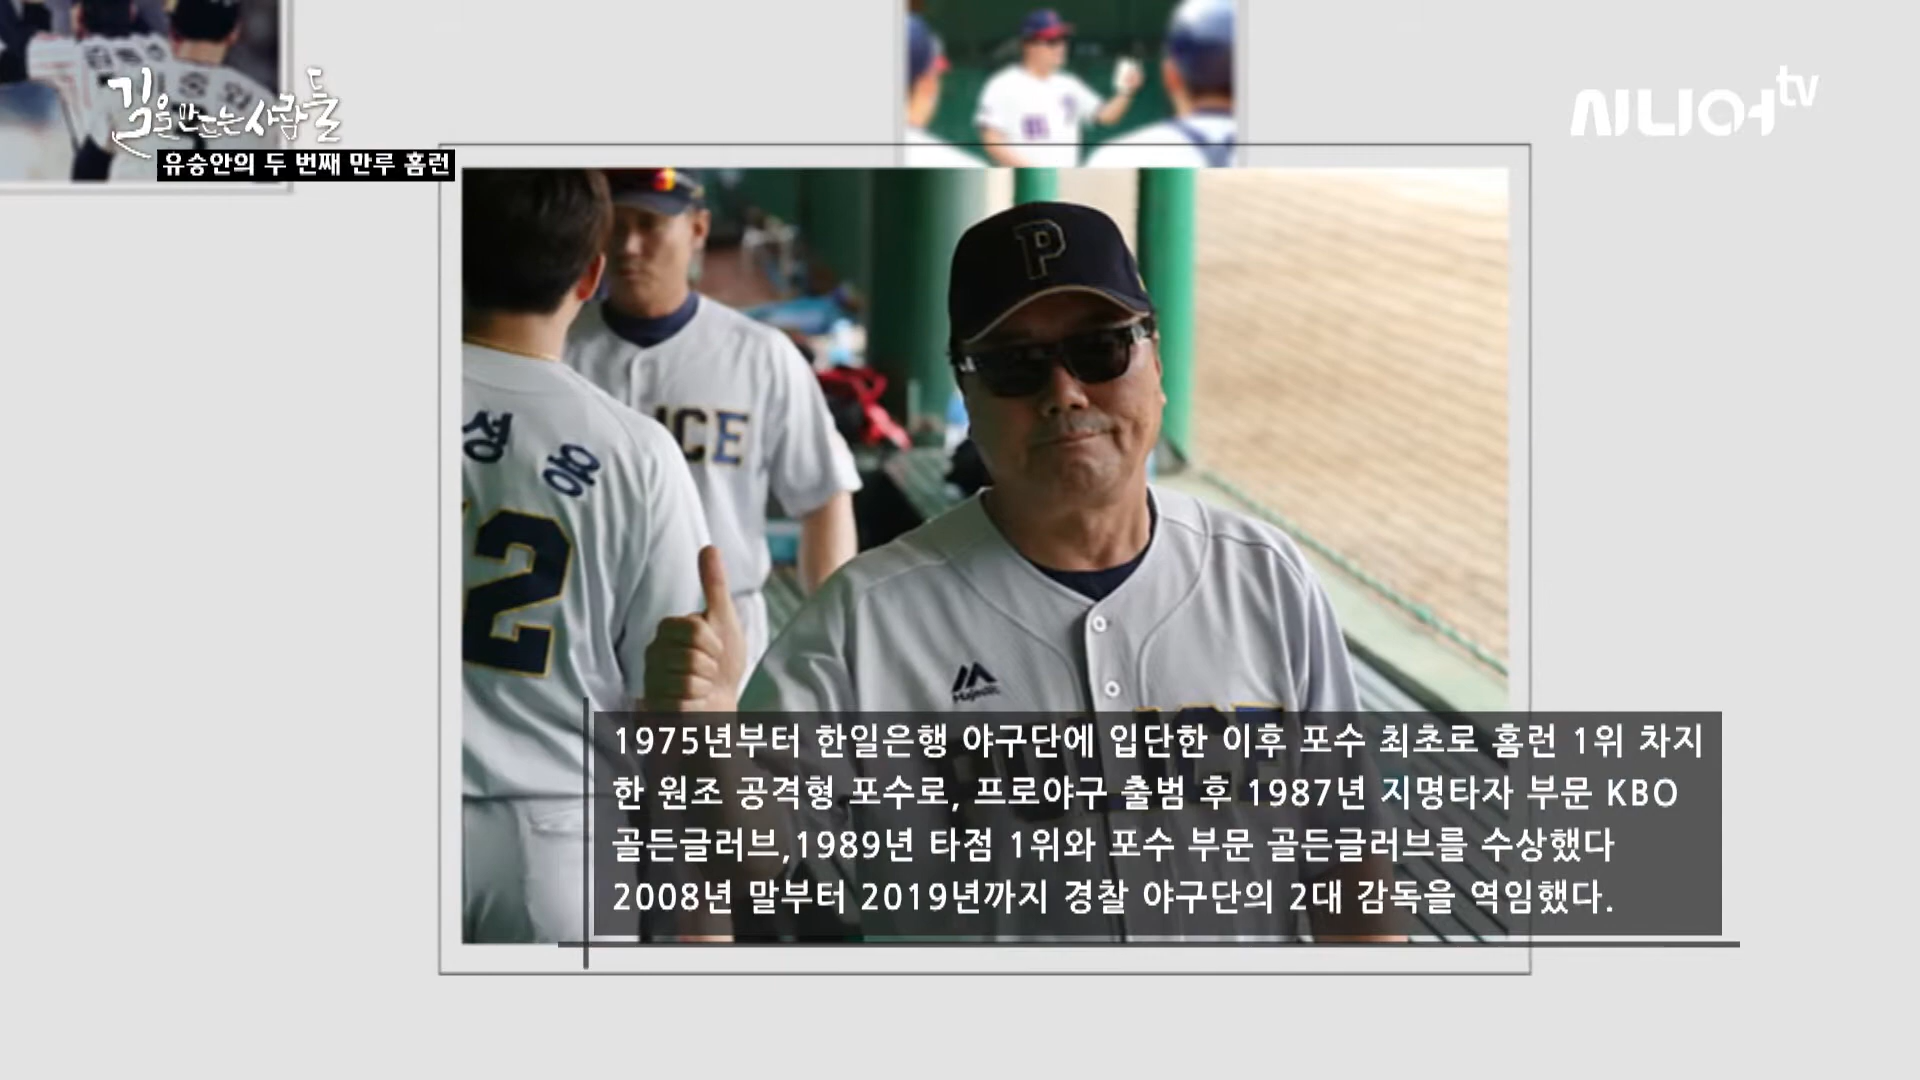 길을 만드는 사람들
유승안의 두 번째 만루 홈런
시니어tv
P
CE
성
유
2
Majestic
1975년부터 한일은행 야구단에 입단한 이후 포수 최초로 홈런 1위 차지
한 원조 공격형 포수로, 프로야구 출범 후 1987년 지명타자 부문 KBO
골든글러브,1989년 타점 1위와 포수 부문 골든글러브를 수상했다
2008년 말부터 2019년까지 경찰 야구단의 2대 감독을 역임했다.